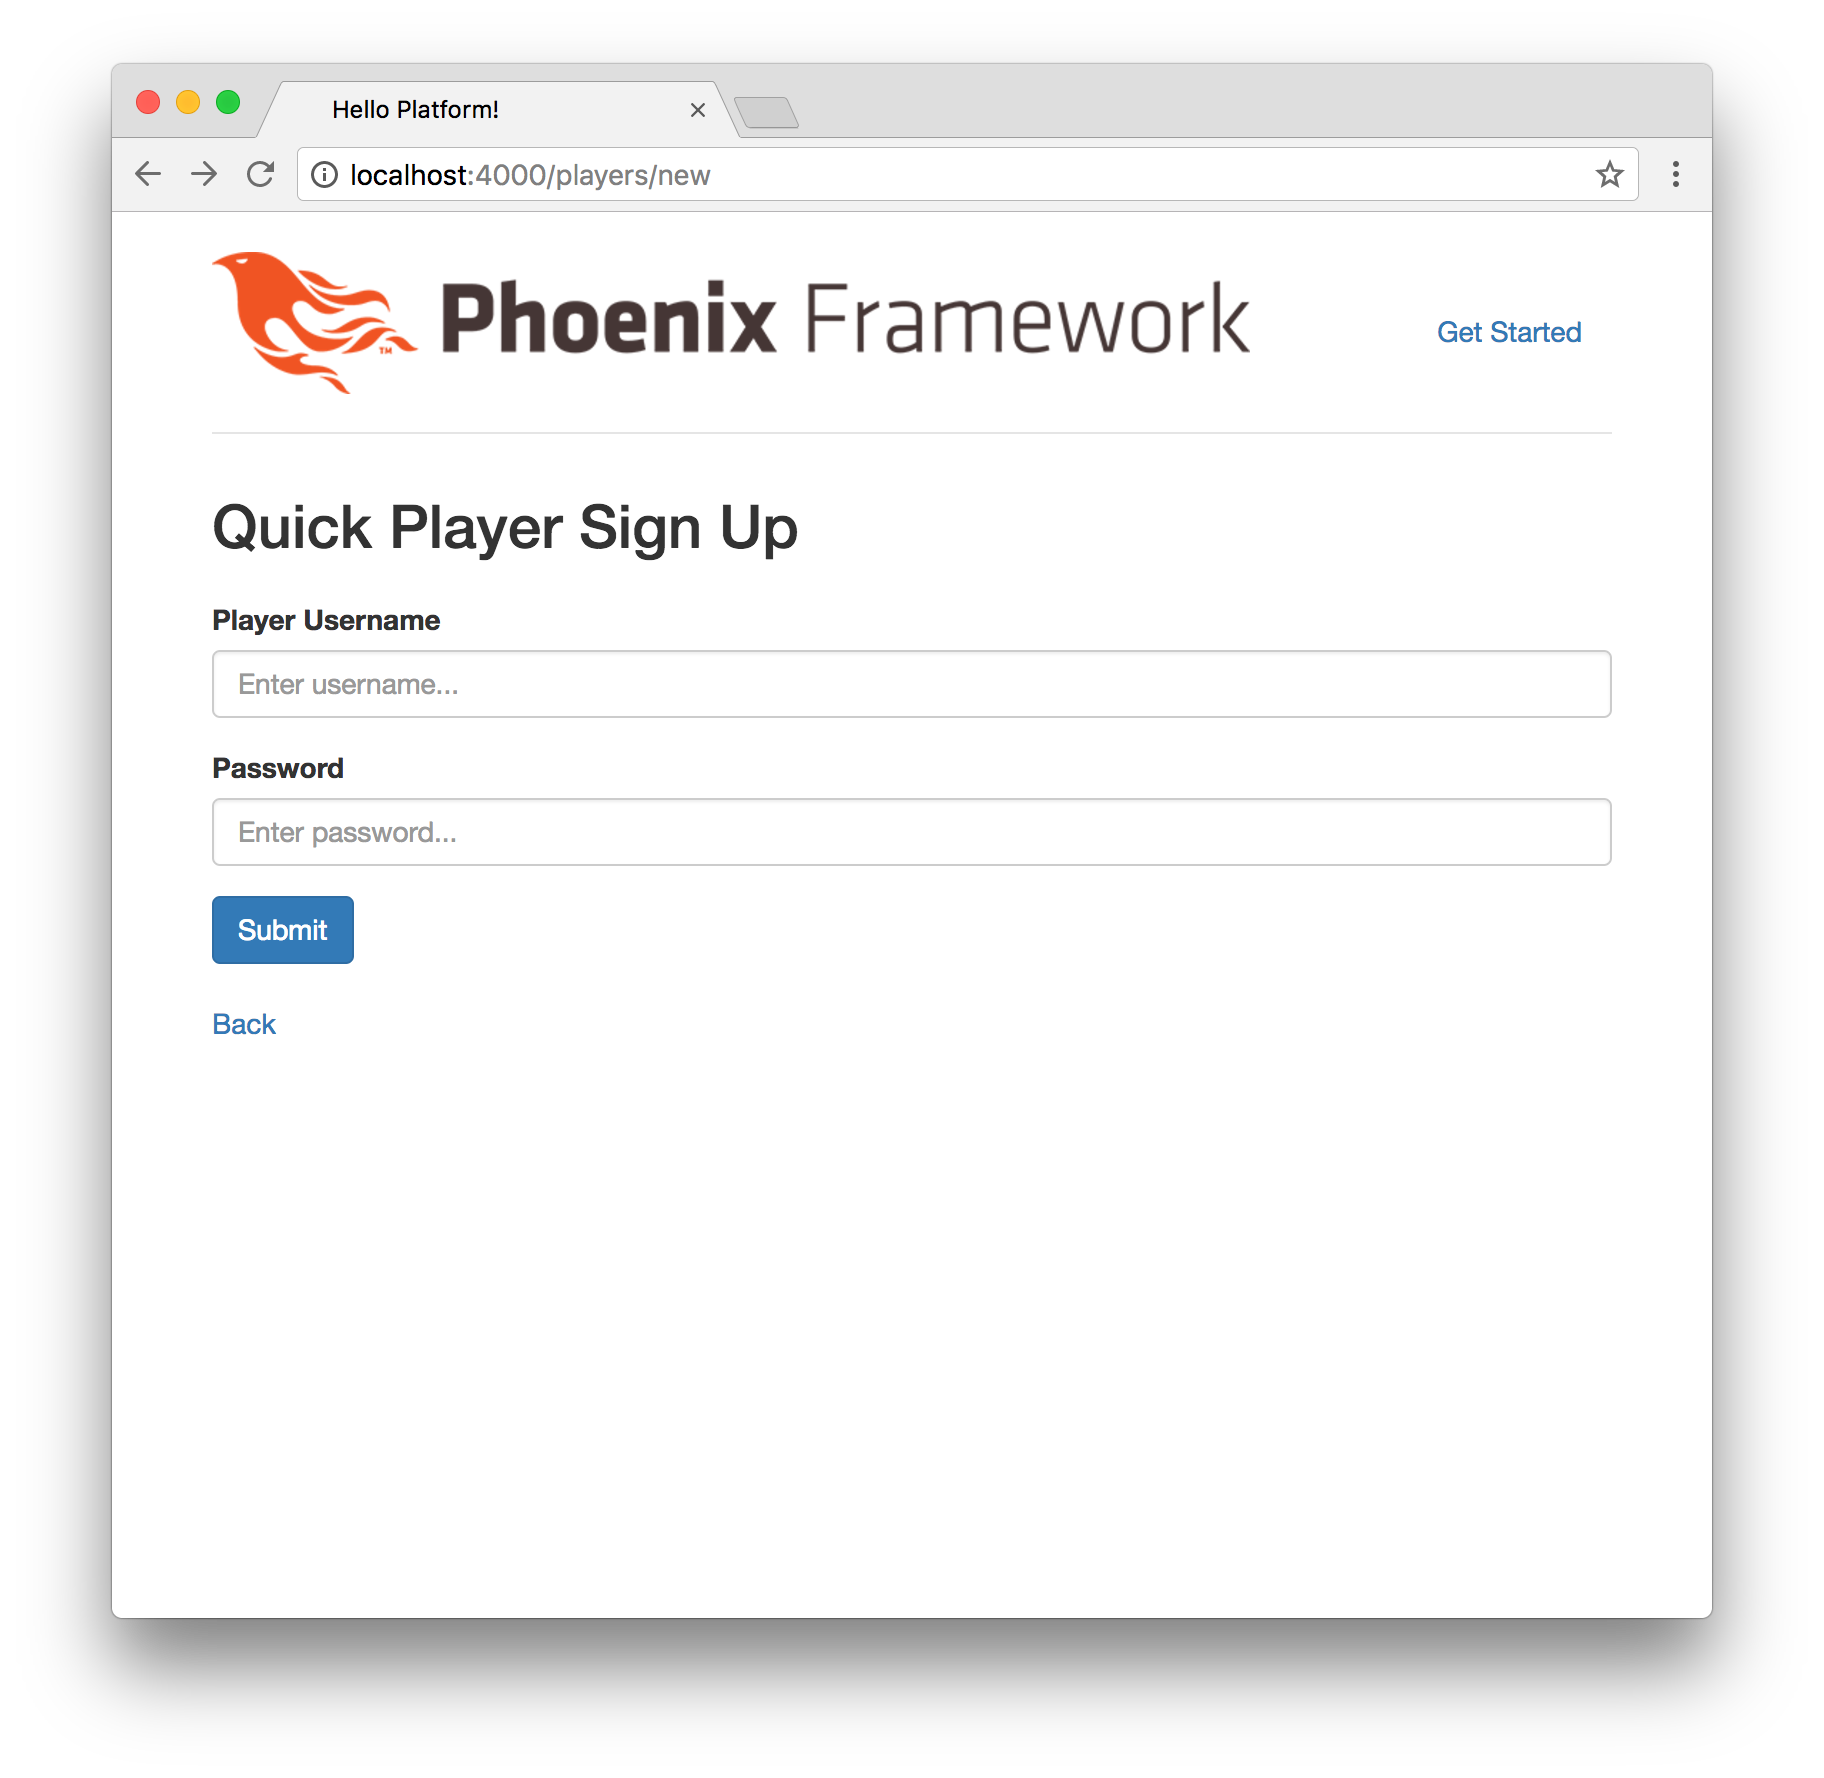 Hello Platform!
localhost:4000/players/new
Phoenix Framework
TM
Get Started
Quick Player Sign Up
Player Username
Enter username...
Password
Enter password...
Submit
Back